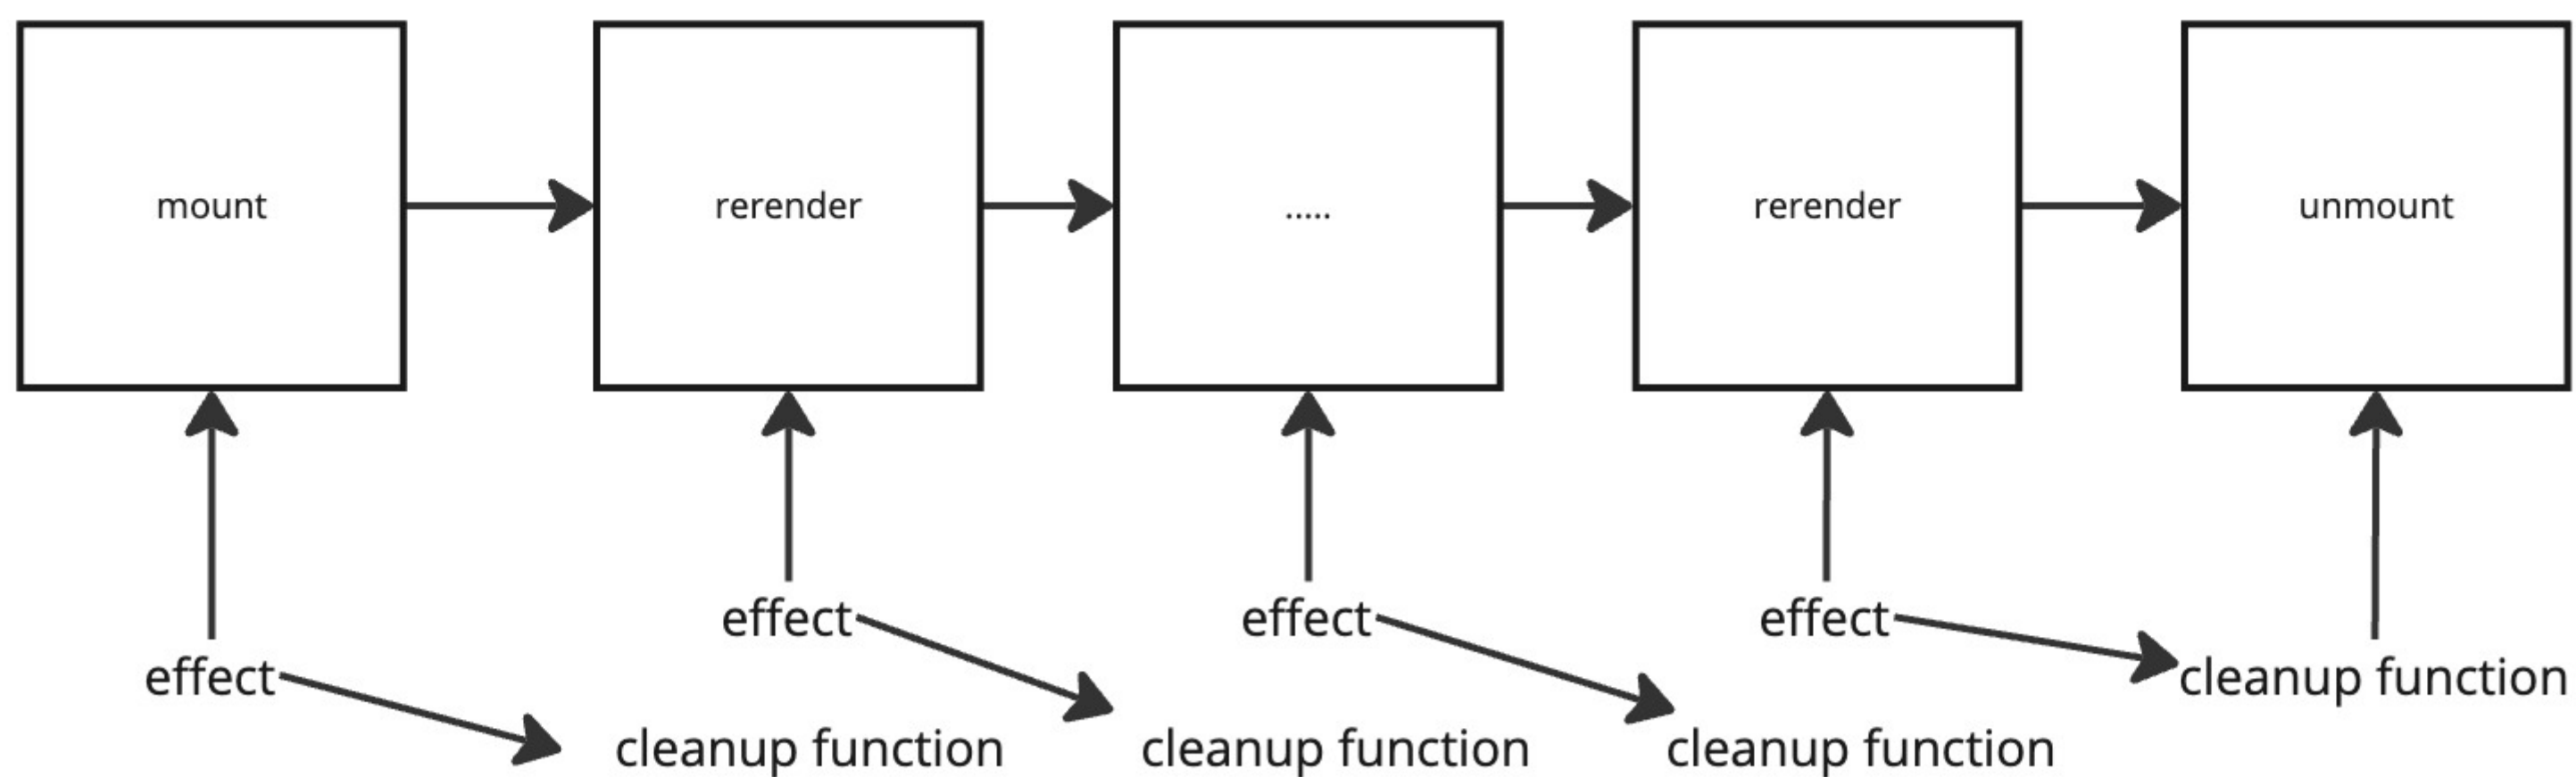 mount
rerender
.....
rerender
unmount
effect
effect
effect
effect
cleanup function
cleanup function
cleanup function
cleanup function